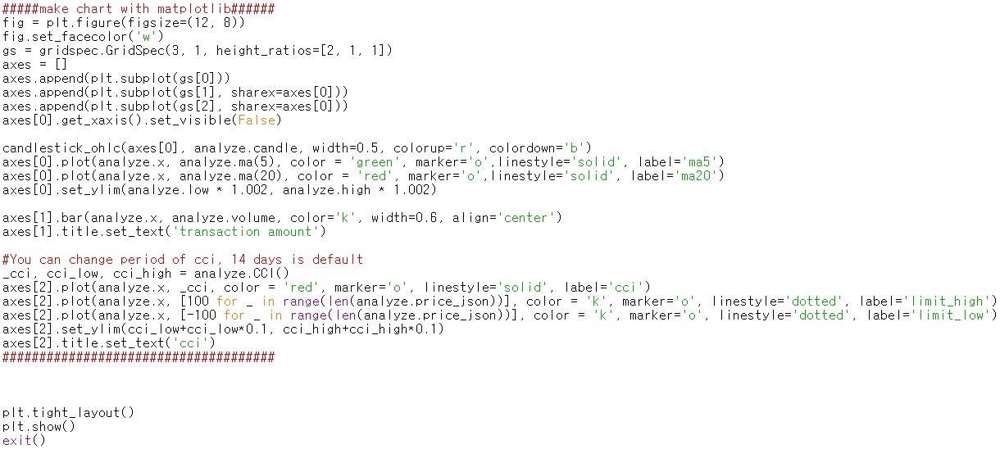 #####make chart with matplotlib######
fig = plt.figure(figsize=(12, 8))
fig.set_facecolor('w')
gs = gridspec.GridSpec(3, 1, height_ratios=[2, 1, 1])
axes = []
axes.append(plt.subplot(gs[0]))
axes.append(plt.subplot(gs[1], sharex=axes[0]))
axes.append(plt.subplot(gs[2], sharex=axes[0]))
axes[0].get_xaxis().set_visible(False)
candlestick_ohlc(axes[0], analyze.candle, width=0.5, colorup='r', colordown='b')
axes[0].plot(analyze.x, analyze.ma(5), color = 'green', marker='o',linestyle='solid', label='ma5')
axes[0].plot(analyze.x, analyze.ma(20), color = 'red', marker='o',linestyle='solid', label='ma20')
axes[0].set_ylim(analyze.low * 1.002, analyze.high * 1.002)
axes[1].bar(analyze.x, analyze.volume, color='k', width=0.6, align='center')
axes[1].title.set_text('transaction amount')
#You can change period of cci, 14 days is default
_cci, cci_low, cci_high = analyze.CCI()
axes[2].plot(analyze.x, _cci, color = 'red', marker='o', linestyle='solid', label='cci')
axes[2].plot(analyze.x, [100 for _ in range(len(analyze.price_json))], color = 'k', marker='o', linestyle='dotted', label='limit_high')
axes[2].plot(analyze.x, [-100 for _ in range(len(analyze.price_json))], color = 'k', marker='o', linestyle='dotted', label='limit_low')
axes[2].set_ylim(cci_low+cci_low*0.1, cci_high+cci_high*0.1)
axes[2].title.set_text('cci')
#####################################
plt.tight_layout()
plt.show()
exit()